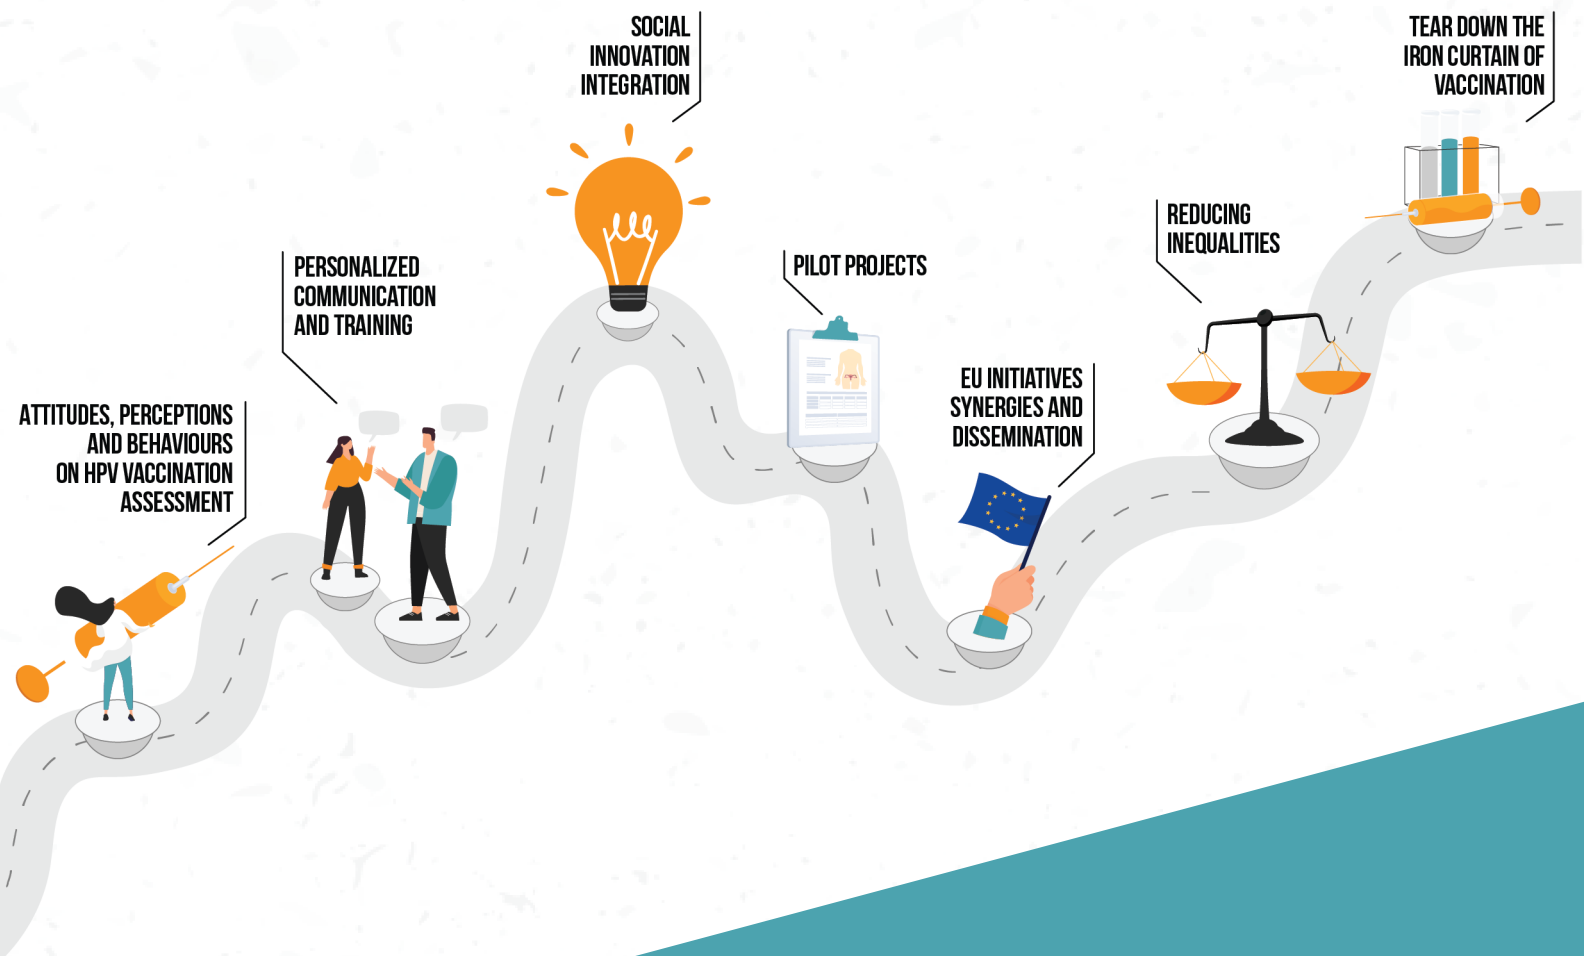 ATTITUDES, PERCEPTIONS
AND BEHAVIOURS
ON HPV VACCINATION
ASSESSMENT
PERSONALIZED
COMMUNICATION
AND TRAINING
SOCIAL
INNOVATION
INTEGRATION
PILOT PROJECTS
EU INITIATIVES
SYNERGIES AND
DISSEMINATION
REDUCING
INEQUALITIES
TEAR DOWN THE
IRON CURTAIN OF
VACCINATION